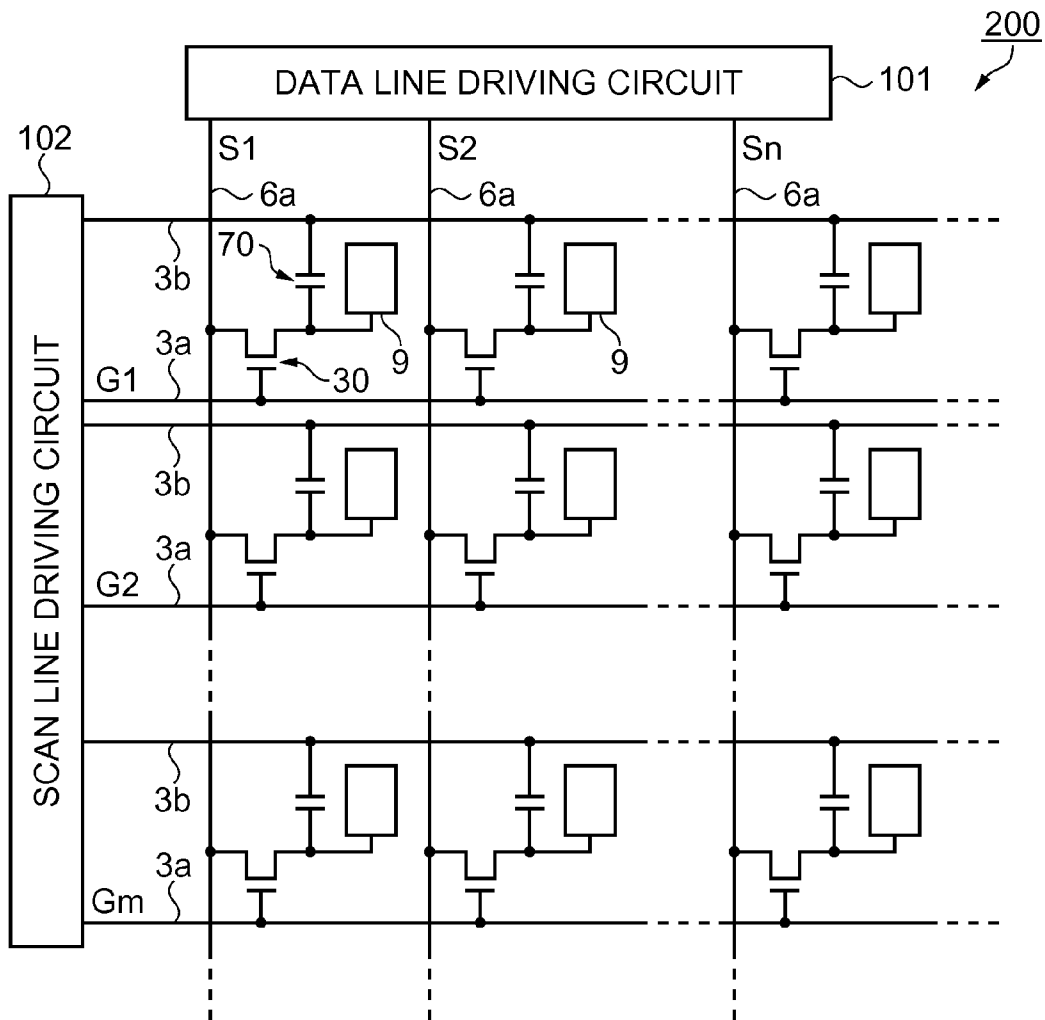 200
DATA LINE DRIVING CIRCUIT
101
102
S1
S2
Sn
6a
6a
6a
SCAN LINE DRIVING CIRCUIT
3b
70
3a
9
9
G1
30
3b
3a
G2
3b
3a
Gm